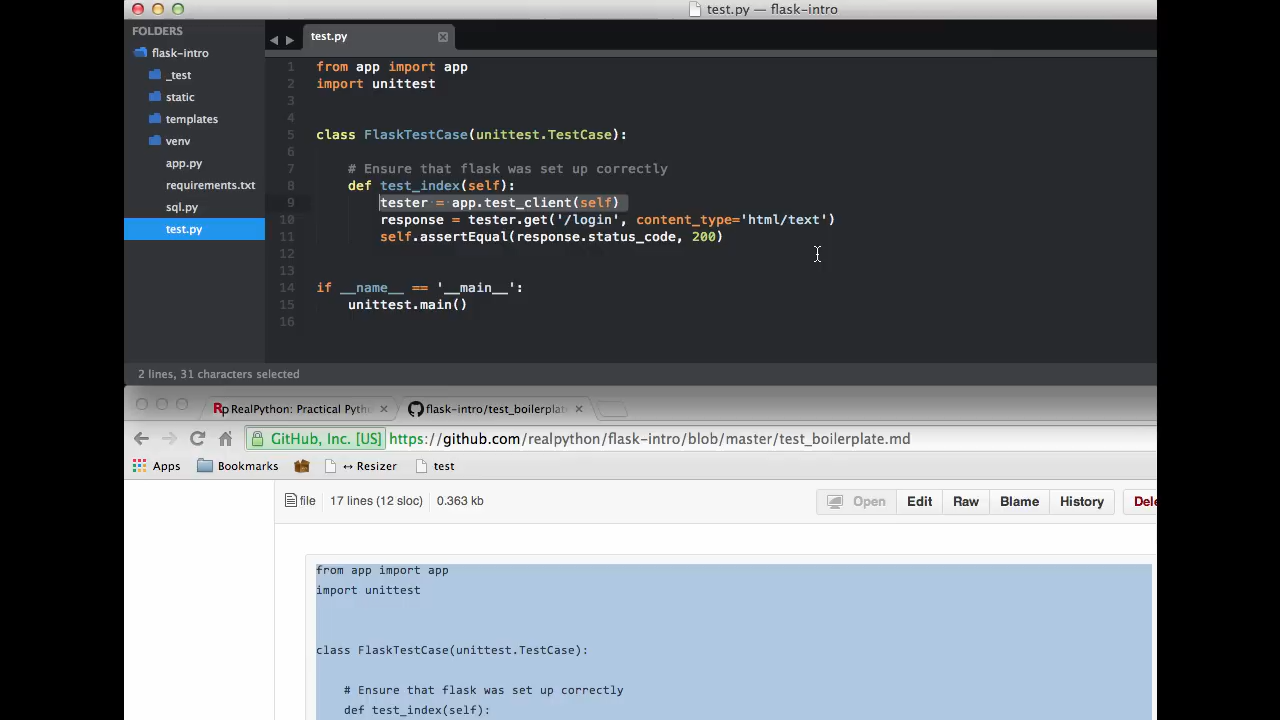 test.py — flask-intro
FOLDERS
flask-intro
_test
static
templates
venv
app.py
requirements.txt
sql.py
test.py
test.py
1 from app import app
2 import unittest
3
4
5 class FlaskTestCase(unittest.TestCase):
6
7 # Ensure that flask was set up correctly
8 def test_index(self):
9 tester = app.test_client(self)
10 response = tester.get('/login', content_type='html/text')
11 self.assertEqual(response.status_code, 200)
12
13
14 if __name__ == '__main__':
15 unittest.main()
16
2 lines, 31 characters selected
Rp RealPython: Practical Pyth
flask-intro/test_boilerplat
GitHub, Inc. [US] https://github.com/realpython/flask-intro/blob/master/test_boilerplate.md
Apps Bookmarks ↔ Resizer test
file 17 lines (12 sloc) 0.363 kb Open Edit Raw Blame History Dele
from app import app
import unittest
class FlaskTestCase(unittest.TestCase):
# Ensure that flask was set up correctly
def test_index(self):